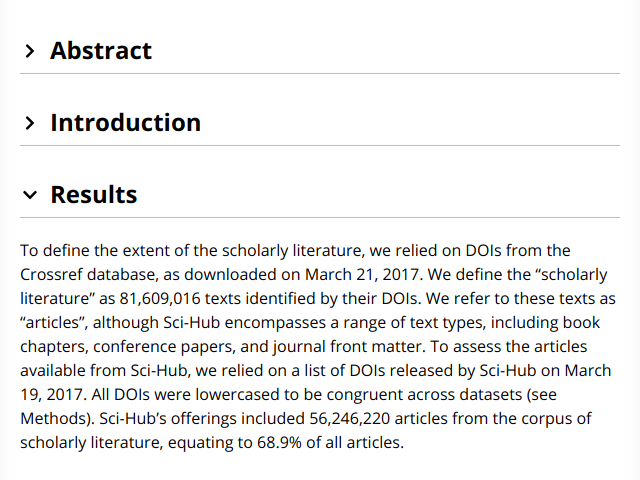 Abstract
Introduction
Results
To define the extent of the scholarly literature, we relied on DOIs from the
Crossref database, as downloaded on March 21, 2017. We define the “scholarly
literature” as 81,609,016 texts identified by their DOIs. We refer to these texts as
“articles”, although Sci-Hub encompasses a range of text types, including book
chapters, conference papers, and journal front matter. To assess the articles
available from Sci-Hub, we relied on a list of DOIs released by Sci-Hub on March
19, 2017. All DOIs were lowercased to be congruent across datasets (see
Methods). Sci-Hub’s offerings included 56,246,220 articles from the corpus of
scholarly literature, equating to 68.9% of all articles.